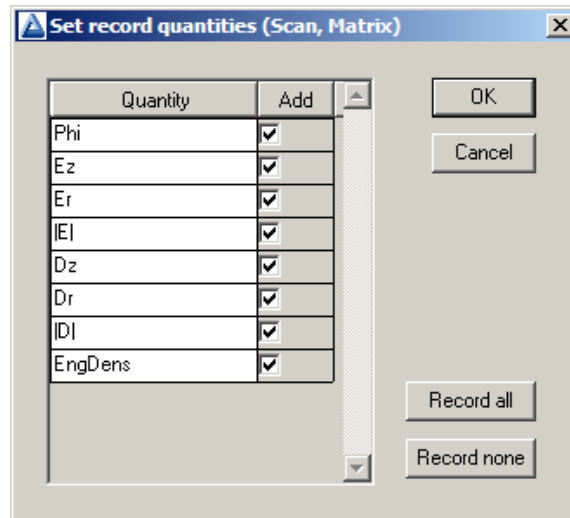 Set record quantities (Scan, Matrix)
Quantity Add
Phi
Ez
Er
|E|
Dz
Dr
|D|
EngDens
OK
Cancel
Record all
Record none